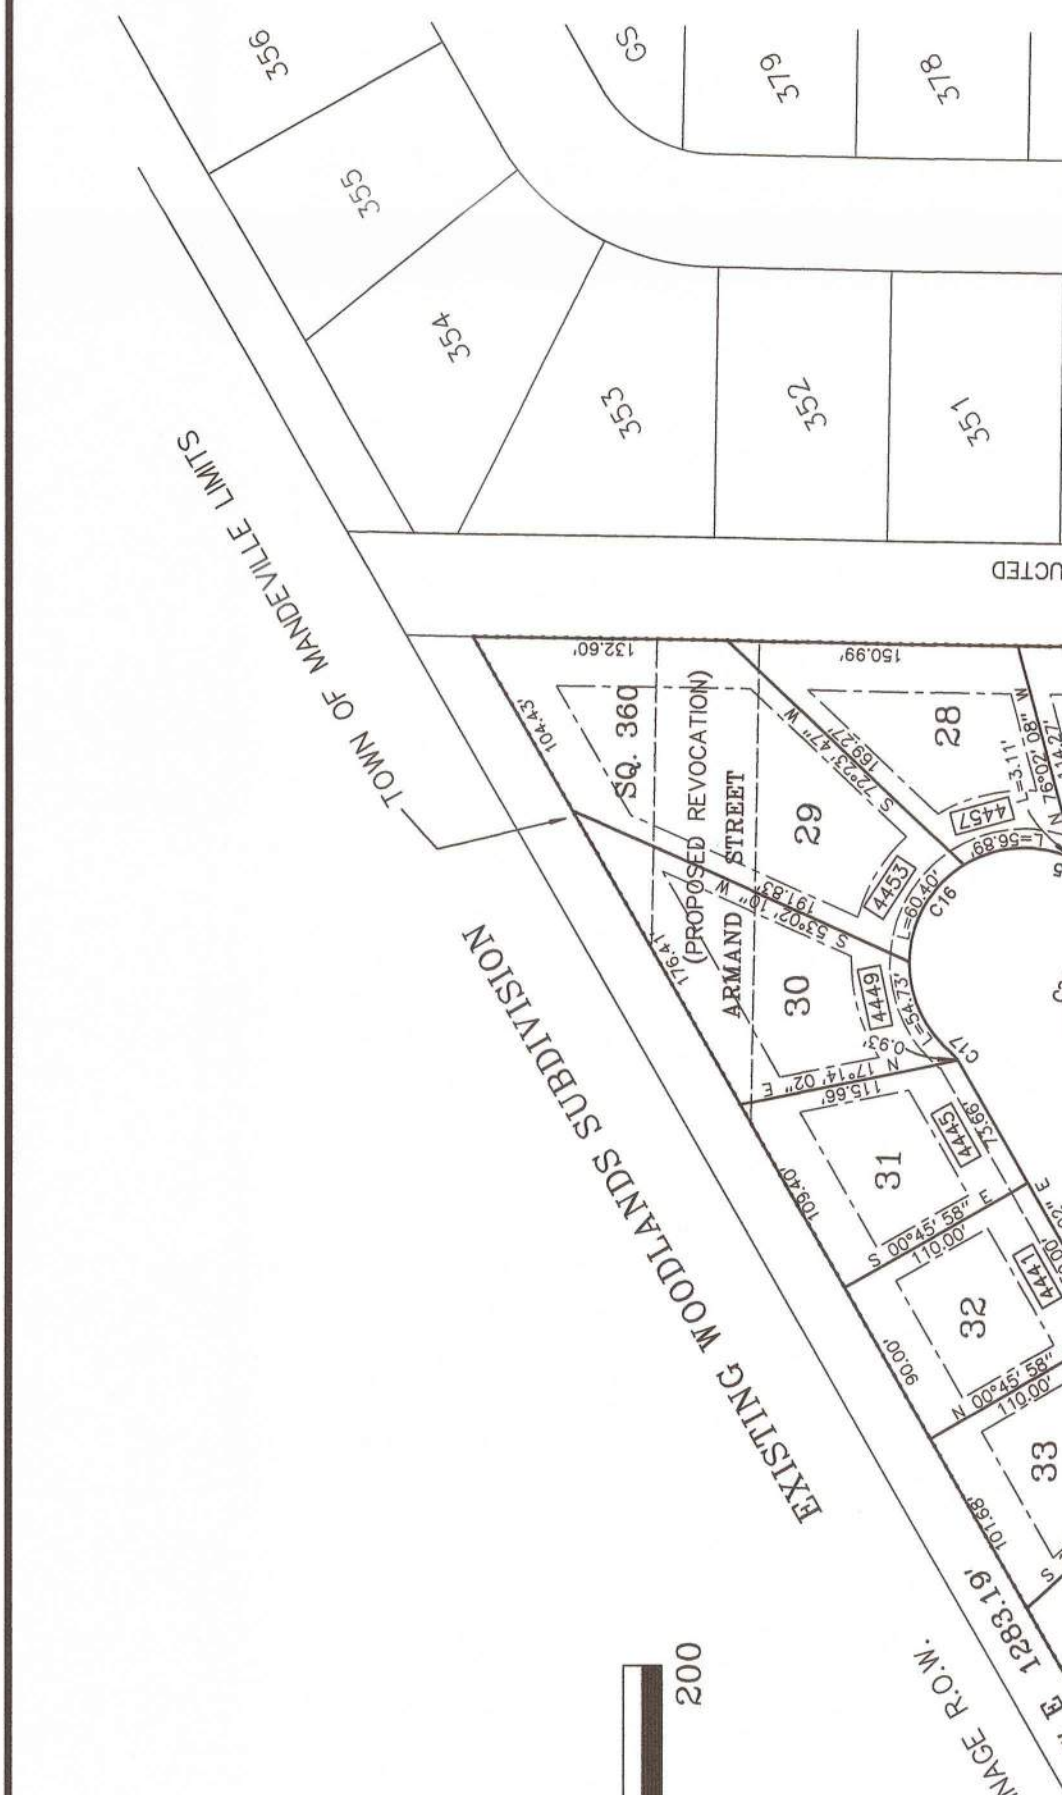 356
355
354
353
352
351
GS
379
378
UCTED
TOWN OF MANDEVILLE LIMITS
EXISTING WOODLANDS SUBDIVISION
132.60'
150.99'
104.43'
SQ. 360
(PROPOSED REVOCATION)
ARMAND STREET
S 72°23' 47" W
169.27'
28
N 76°02' 08" W
114.27'
L=3.11'
4457
L=56.89'
29
4453
L=60.40'
C16
191.83'
S 53°02' 10" W
176.41'
30
4449
L=54.73'
0.93'
C17
N 17°14' 02" E
115.66'
109.40'
31
4445
73.66'
S 00°45' 58" E
110.00'
32
4441
90.00'
N 00°45' 58"
110.00'
33
101.68'
S
E 1283.19'
NAGE R.O.W.
200